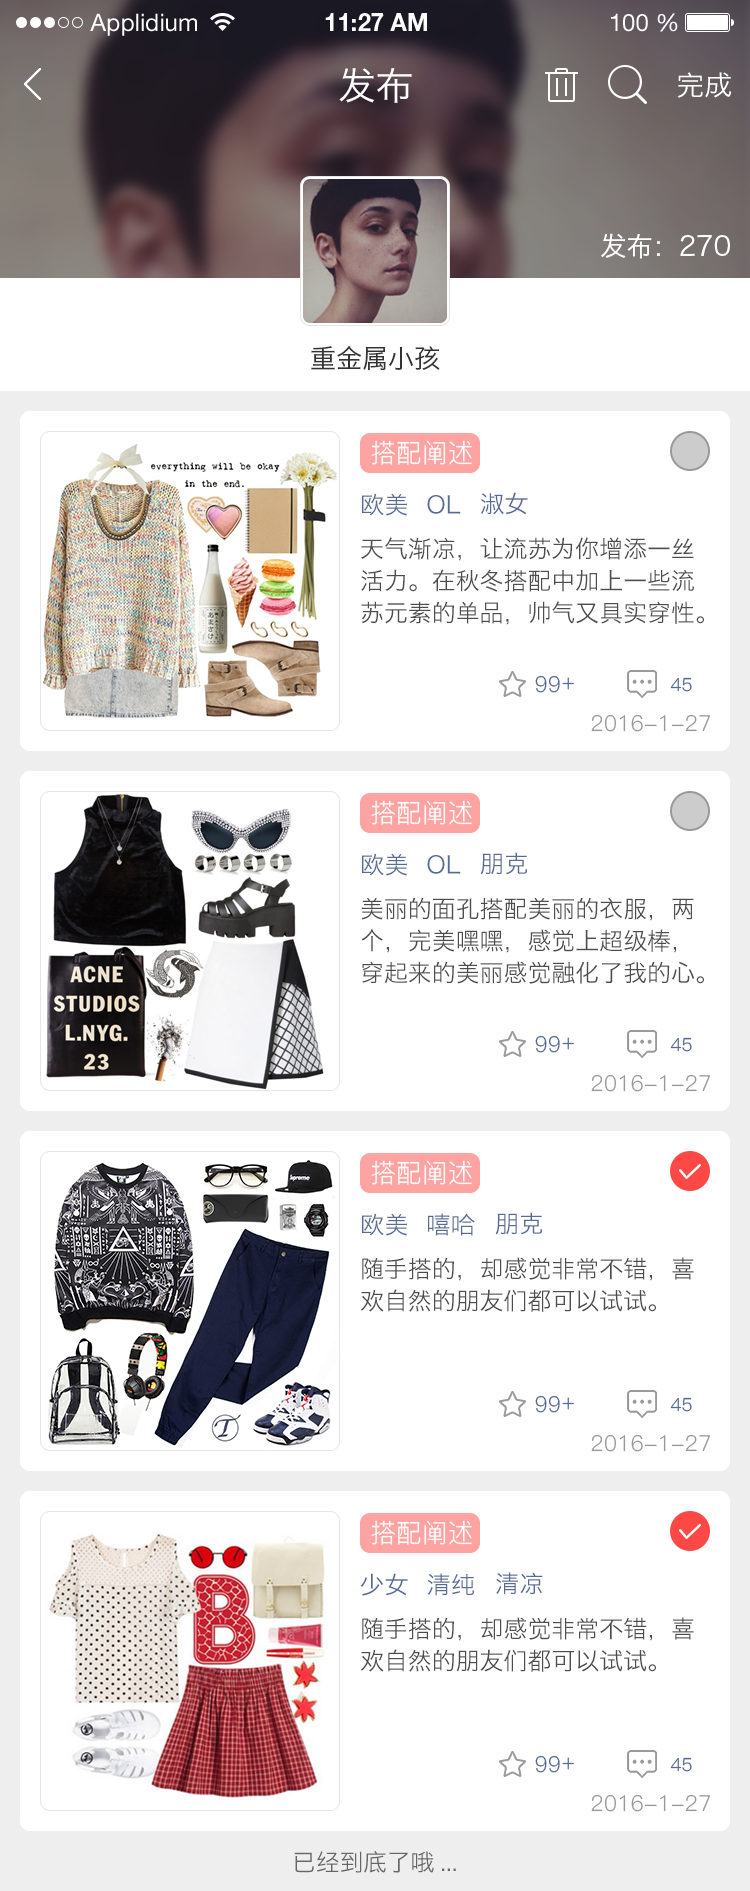 Applidium 11:27 AM 100 %
发布 完成
发布：270
重金属小孩
everything will be okay
in the end.
あまざけ
搭配阐述
欧美 OL 淑女
天气渐凉，让流苏为你增添一丝
活力。在秋冬搭配中加上一些流
苏元素的单品，帅气又具实穿性。
99+ 45
2016-1-27
ACNE
STUDIOS
L.NYG.
23
搭配阐述
欧美 OL 朋克
美丽的面孔搭配美丽的衣服，两
个，完美嘿嘿，感觉上超级棒，
穿起来的美丽感觉融化了我的心。
99+ 45
2016-1-27
Supreme
搭配阐述
欧美 嘻哈 朋克
随手搭的，却感觉非常不错，喜
欢自然的朋友们都可以试试。
99+ 45
2016-1-27
B
搭配阐述
少女 清纯 清凉
随手搭的，却感觉非常不错，喜
欢自然的朋友们都可以试试。
99+ 45
2016-1-27
已经到底了哦 ...